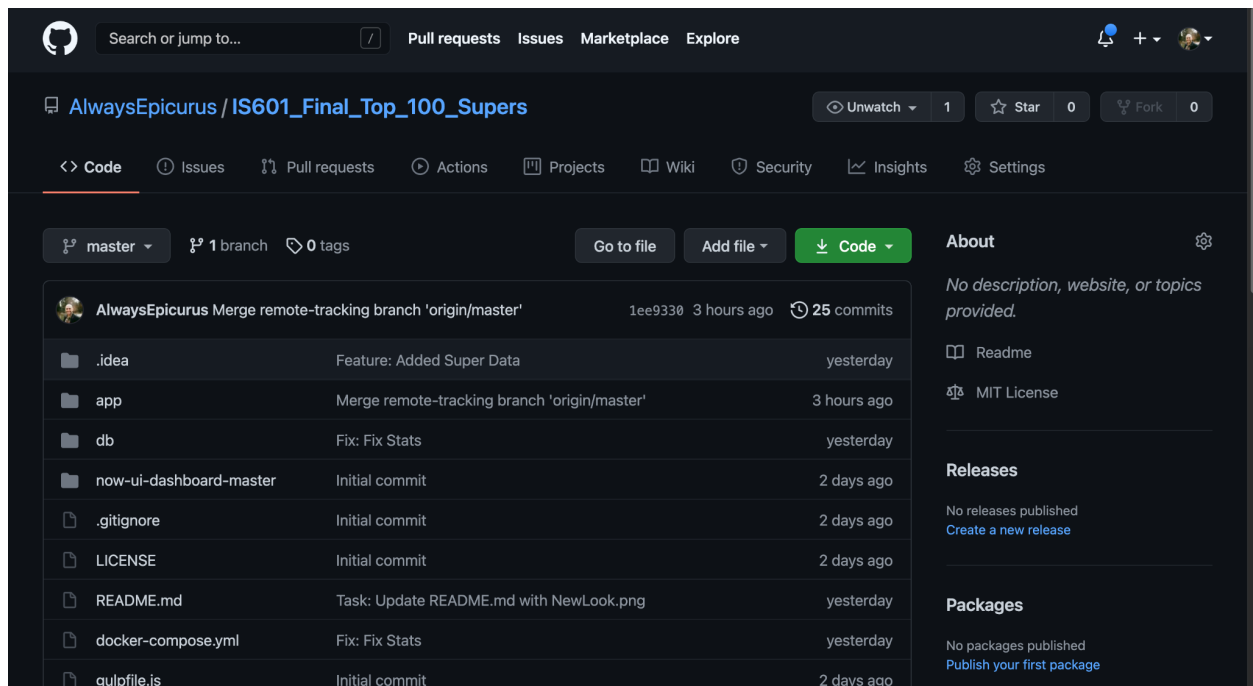 Search or jump to... /
Pull requests Issues Marketplace Explore
AlwaysEpicurus / IS601_Final_Top_100_Supers
Unwatch 1 Star 0 Fork 0
Code Issues Pull requests Actions Projects Wiki Security Insights Settings
master 1 branch 0 tags Go to file Add file Code
AlwaysEpicurus Merge remote-tracking branch 'origin/master' 1ee9330 3 hours ago 25 commits
.idea Feature: Added Super Data yesterday
app Merge remote-tracking branch 'origin/master' 3 hours ago
db Fix: Fix Stats yesterday
now-ui-dashboard-master Initial commit 2 days ago
.gitignore Initial commit 2 days ago
LICENSE Initial commit 2 days ago
README.md Task: Update README.md with NewLook.png yesterday
docker-compose.yml Fix: Fix Stats yesterday
gulpfile.js Initial commit 2 days ago
About
No description, website, or topics
provided.
Readme
MIT License
Releases
No releases published
Create a new release
Packages
No packages published
Publish your first package